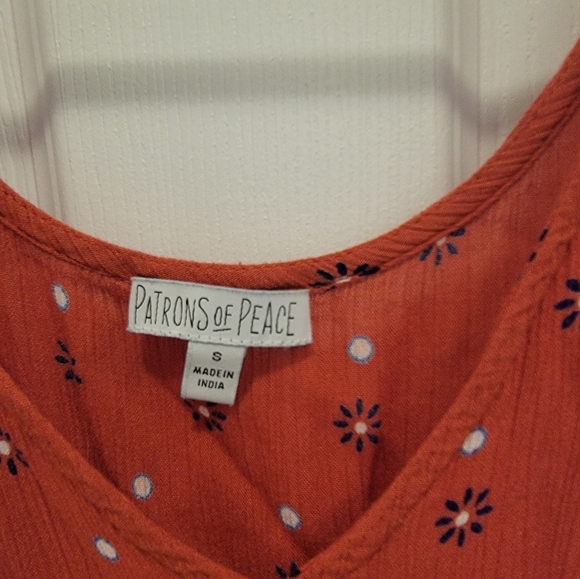 PATRONS OF PEACE
S
MADE IN
INDIA